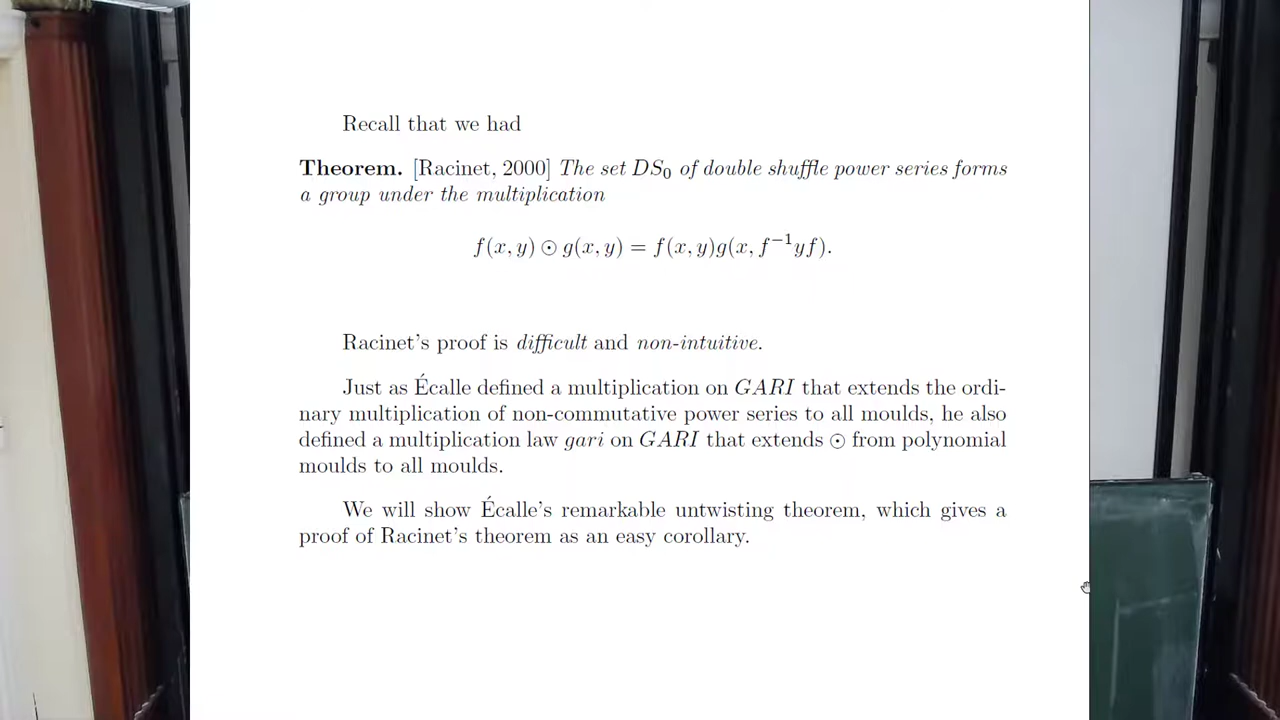 Recall that we had
Theorem. [Racinet, 2000] The set DS₀ of double shuffle power series forms
a group under the multiplication
f(x, y) ⊙ g(x, y) = f(x, y)g(x, f⁻¹yf).
Racinet's proof is difficult and non-intuitive.
Just as Écalle defined a multiplication on GARI that extends the ordi-
nary multiplication of non-commutative power series to all moulds, he also
defined a multiplication law gari on GARI that extends ⊙ from polynomial
moulds to all moulds.
We will show Écalle's remarkable untwisting theorem, which gives a
proof of Racinet's theorem as an easy corollary.